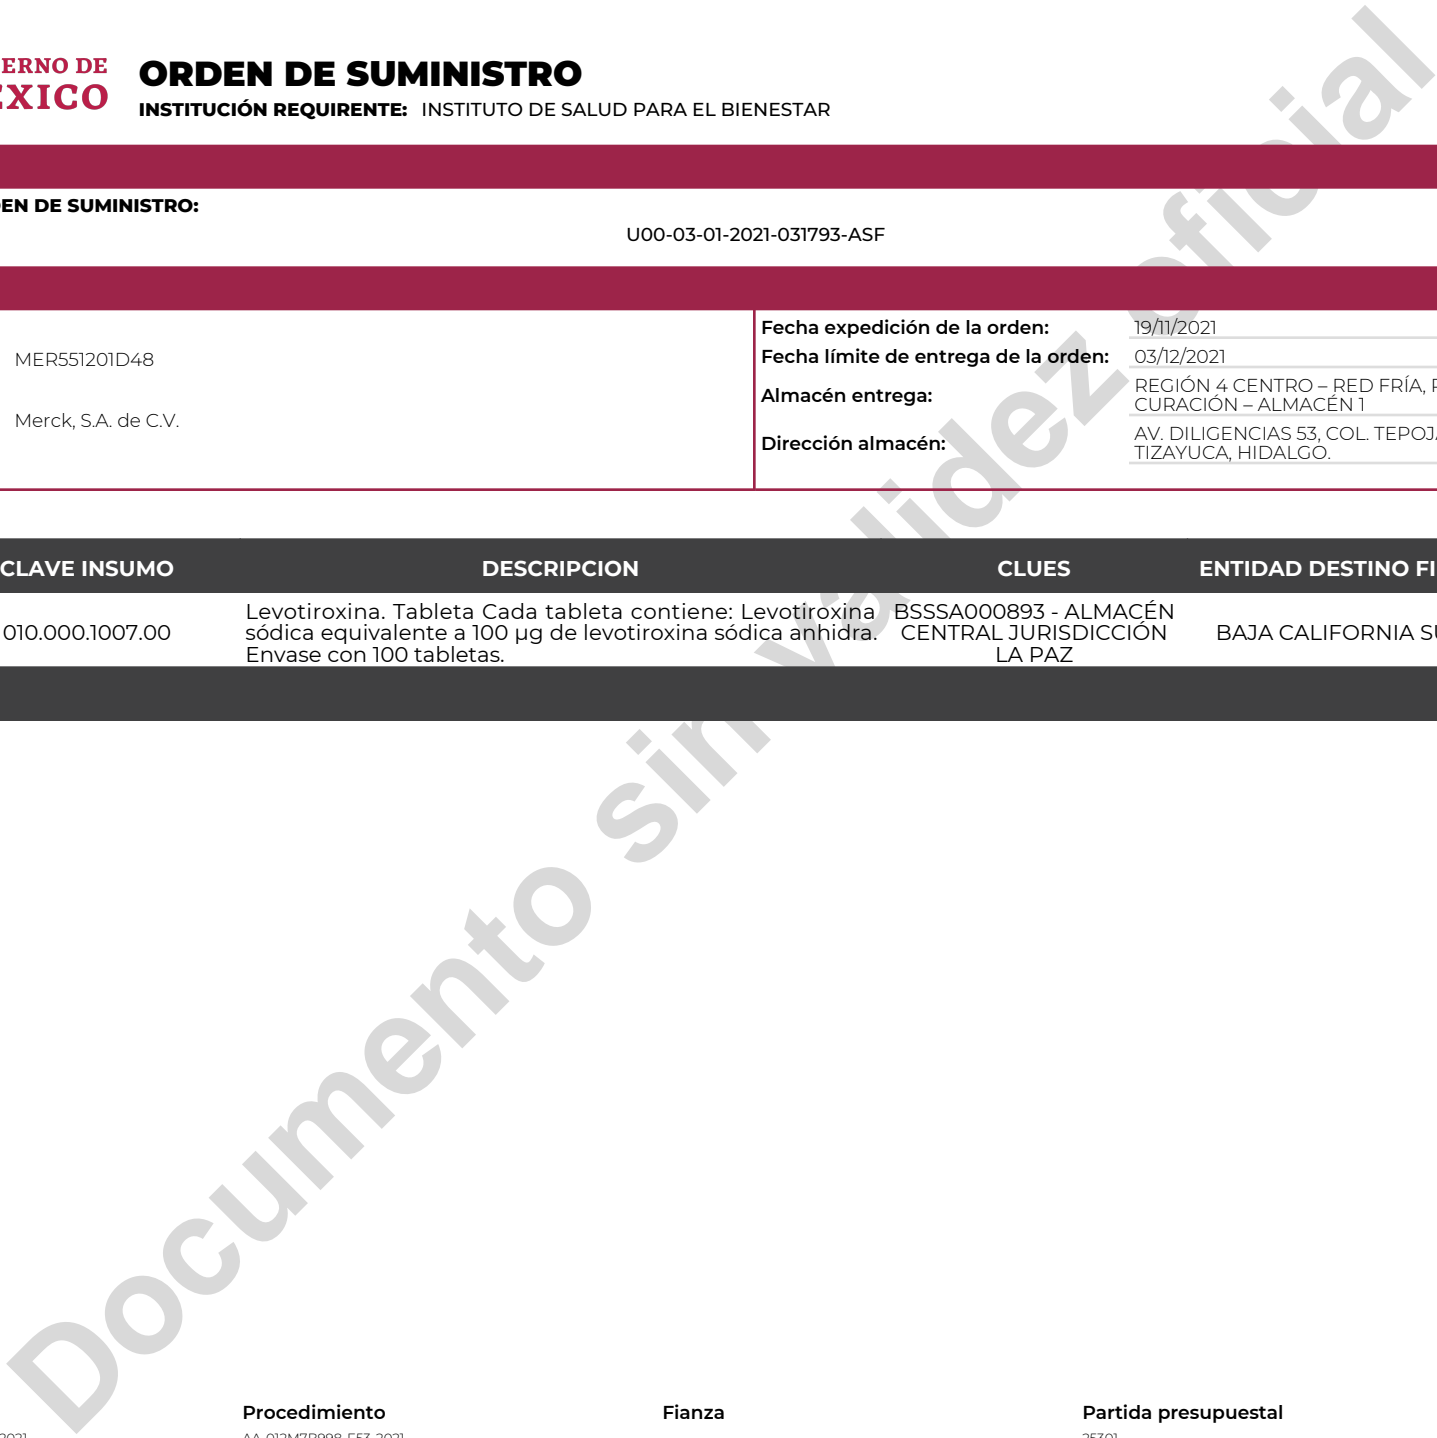 ERNO DE
ORDEN DE SUMINISTRO
INSTITUCIÓN REQUIRENTE: INSTITUTO DE SALUD PARA EL BIENESTAR
EXICO
EN DE SUMINISTRO:
U00-03-01-2021-031793-ASF
MER551201D48
Merck, S.A. de C.V.
Fecha expedición de la orden: 19/11/2021
Fecha límite de entrega de la orden: 03/12/2021
Almacén entrega: REGIÓN 4 CENTRO – RED FRÍA,
CURACIÓN – ALMACÉN 1
Dirección almacén: AV. DILIGENCIAS 53, COL. TEPOJ
TIZAYUCA, HIDALGO.
CLAVE INSUMO DESCRIPCION CLUES ENTIDAD DESTINO FI
010.000.1007.00
Levotiroxina. Tableta Cada tableta contiene: Levotiroxina
sódica equivalente a 100 µg de levotiroxina sódica anhidra.
Envase con 100 tabletas.
BSSSA000893 - ALMACÉN
CENTRAL JURISDICCIÓN
LA PAZ
BAJA CALIFORNIA SU
Documento sin validez oficial
Procedimiento Fianza Partida presupuestal